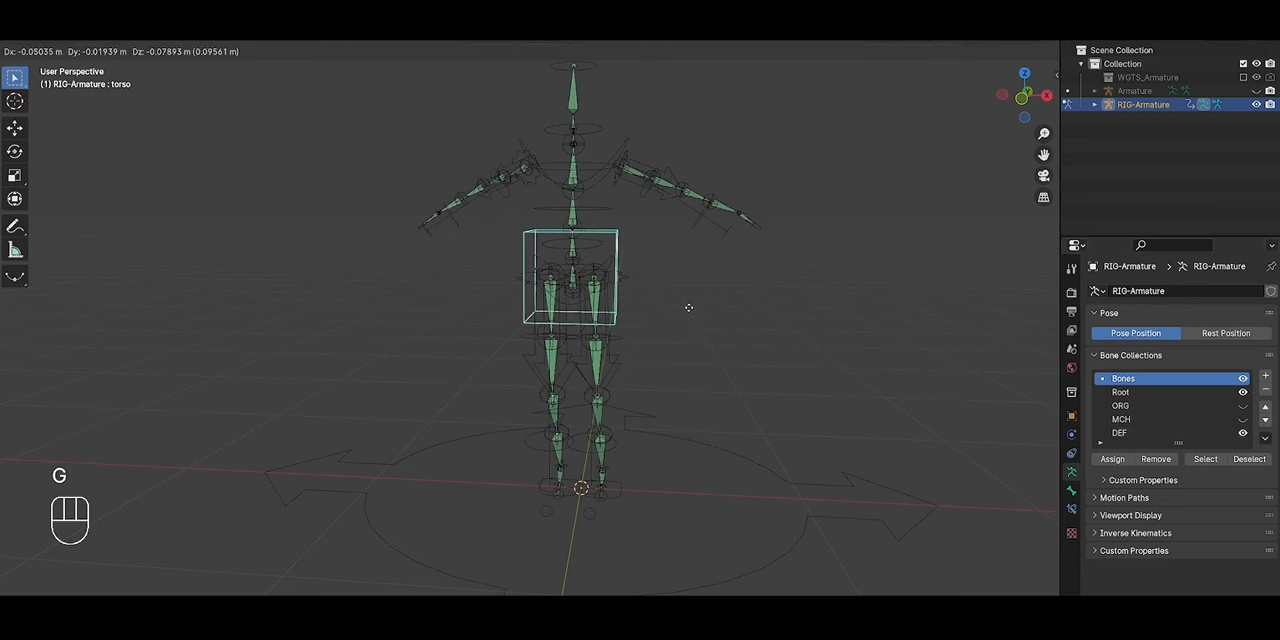 Dx: -0.05035 m Dy: -0.01939 m Dz: -0.07893 m (0.09561 m)
User Perspective
(1) RIG-Armature : torso
Z
Y
X
G
Scene Collection
Collection
WGTS_Armature
Armature
RIG-Armature
RIG-Armature > RIG-Armature
RIG-Armature
Pose
Pose Position Rest Position
Bone Collections
Bones
Root
ORG
MCH
DEF
Assign Remove Select Deselect
Custom Properties
Motion Paths
Viewport Display
Inverse Kinematics
Custom Properties